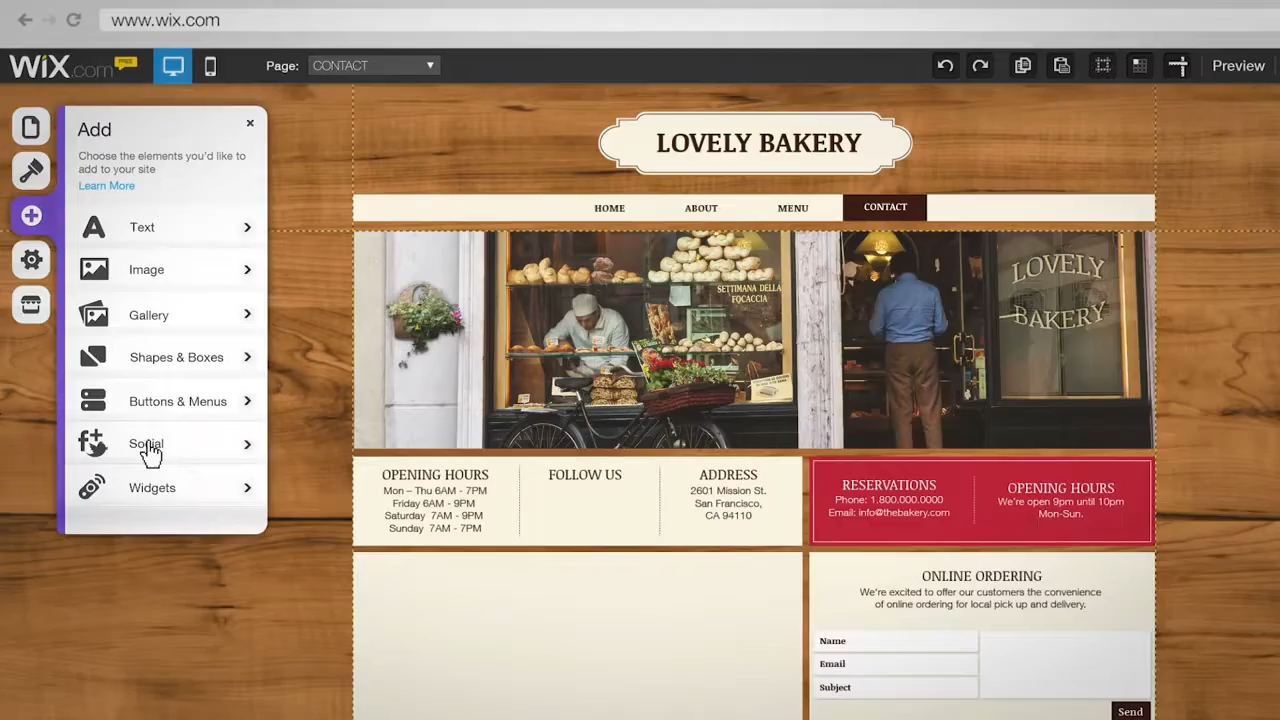 www.wix.com
WiX.com FREE
Page: CONTACT
Preview
Add
Choose the elements you'd like to
add to your site
Learn More
Text
Image
Gallery
Shapes & Boxes
Buttons & Menus
Social
Widgets
LOVELY BAKERY
HOME ABOUT MENU CONTACT
SETTIMANA DELLA
FOCACCIA
LOVELY
BAKERY
OPENING HOURS
Mon – Thu 6AM - 7PM
Friday 6AM - 9PM
Saturday 7AM - 9PM
Sunday 7AM - 7PM
FOLLOW US
ADDRESS
2601 Mission St.
San Francisco,
CA 94110
RESERVATIONS
Phone: 1.800.000.0000
Email: info@thebakery.com
OPENING HOURS
We're open 9pm until 10pm
Mon-Sun.
ONLINE ORDERING
We're excited to offer our customers the convenience
of online ordering for local pick up and delivery.
Name
Email
Subject
Send